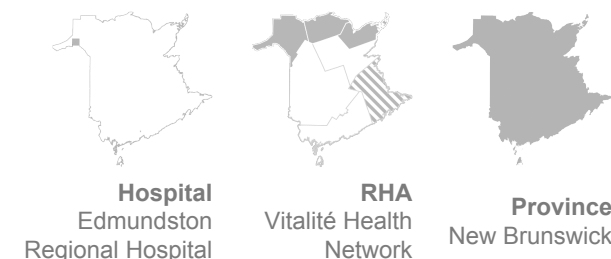 Hospital
Edmundston
Regional Hospital
RHA
Vitalité Health
Network
Province
New Brunswick